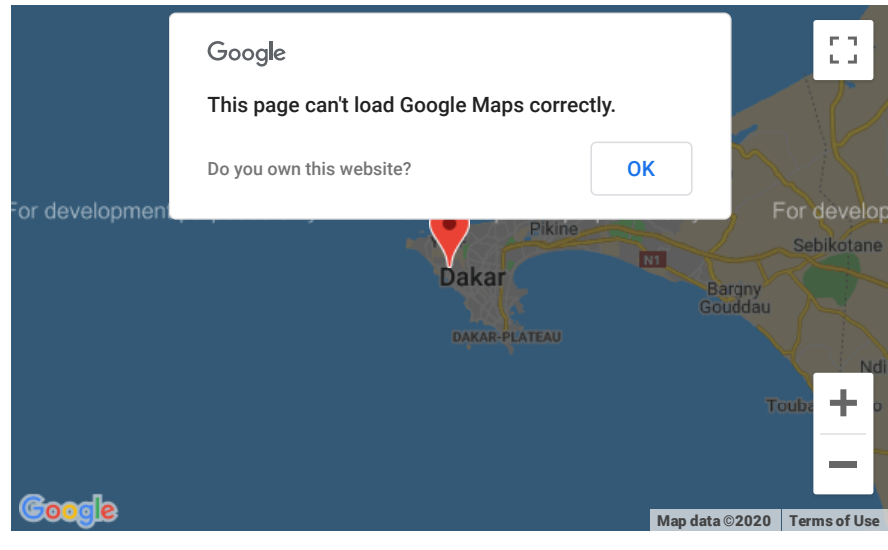 Google
This page can't load Google Maps correctly.
Do you own this website?
OK
For development
For develop
Pikine
Sebikotane
N1
Dakar
Bargny
Gouddau
DAKAR-PLATEAU
Ndi
Touba
Google
Map data ©2020
Terms of Use